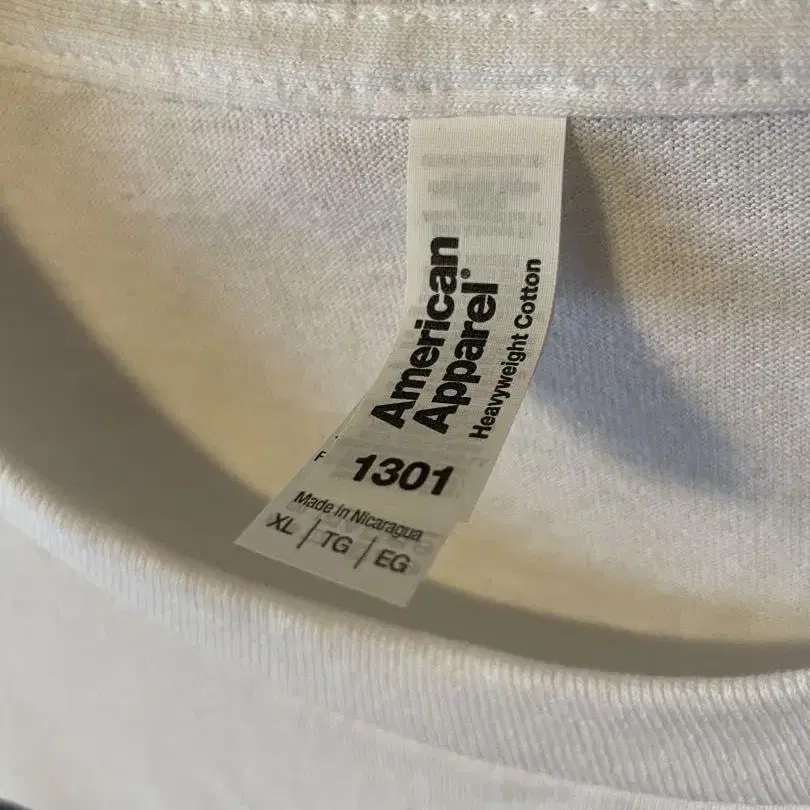 American
Apparel®
Heavyweight Cotton
F
1301
Made in Nicaragua
XL | TG | EG